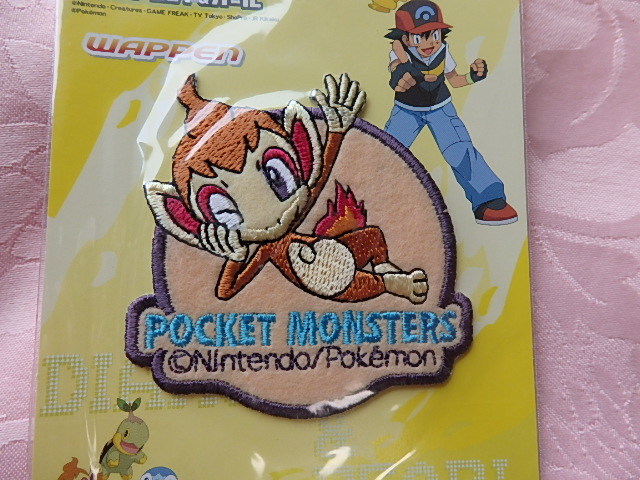 ©Nintendo・Creatures・GAME FREAK・TV Tokyo・ShoPro・JR Kikaku
©Pokémon
WAPPEN
POCKET MONSTERS
©Nintendo/Pokémon